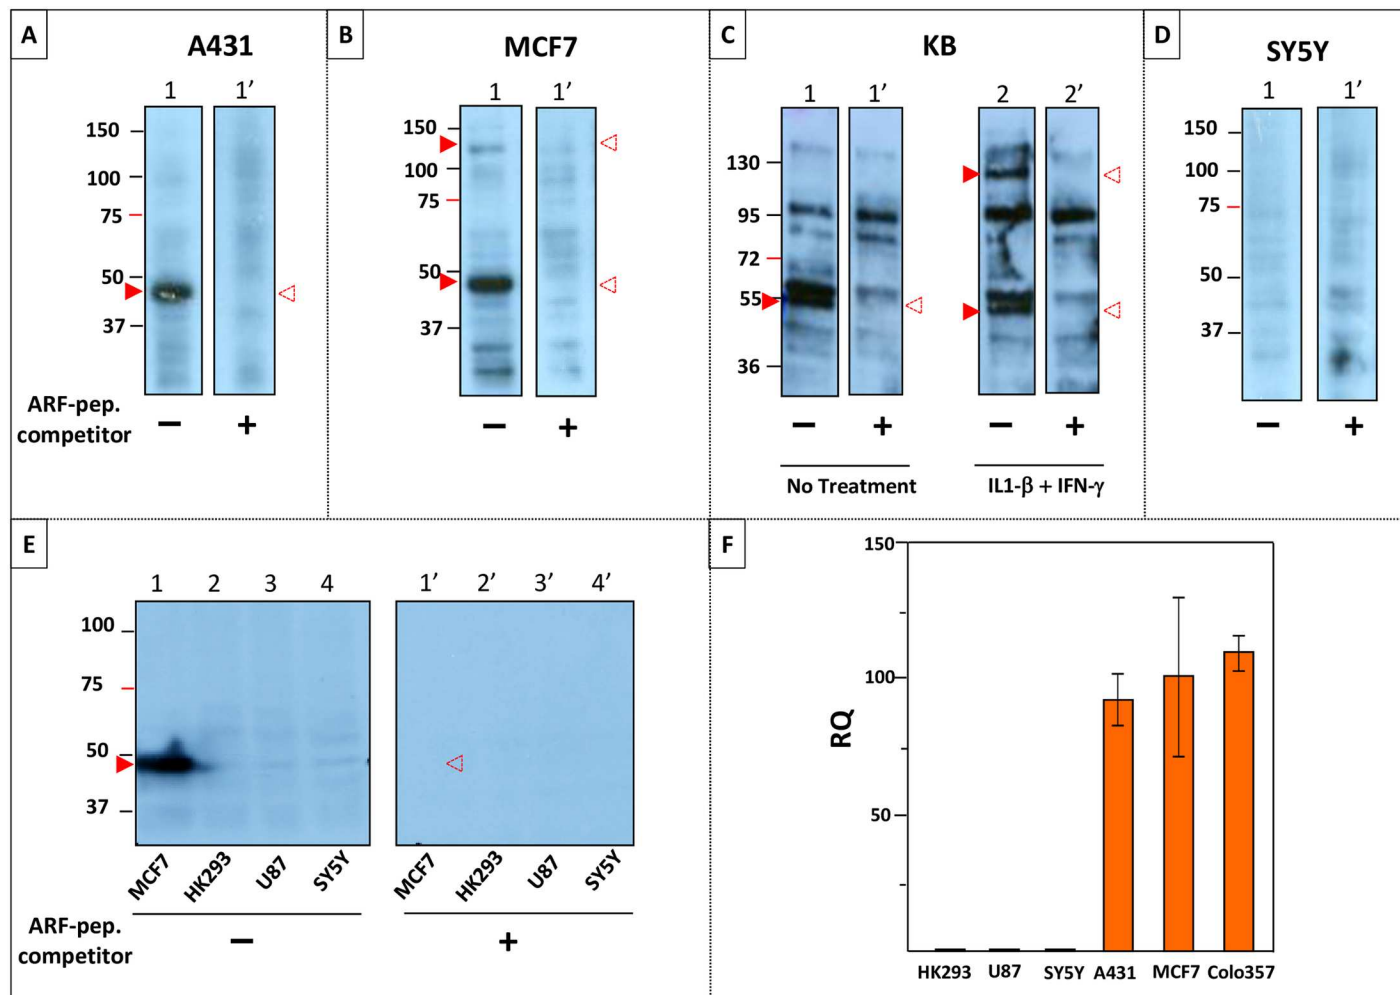 A
A431
1 1’
150
100
75
50
37
ARF-pep.
competitor
− +
B
MCF7
1 1’
150
100
75
50
37
− +
C
KB
1 1’ 2 2’
130
95
72
55
36
− + − +
No Treatment IL1-β + IFN-γ
D
SY5Y
1 1’
150
100
75
50
37
− +
E
1 2 3 4 1’ 2’ 3’ 4’
100
75
50
37
MCF7 HK293 U87 SY5Y MCF7 HK293 U87 SY5Y
ARF-pep.
competitor
− +
F
150
100
50
RQ
HK293 U87 SY5Y A431 MCF7 Colo357